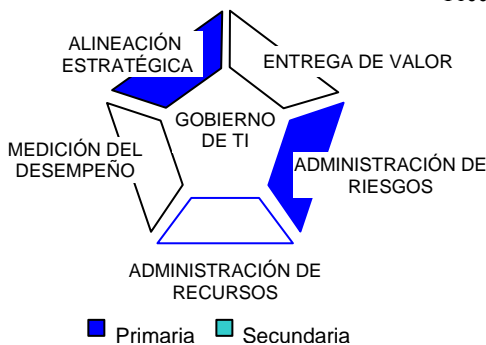 ALINEACIÓN
ESTRATÉGICA
ENTREGA DE VALOR
GOBIERNO
DE TI
MEDICIÓN DEL
DESEMPEÑO
ADMINISTRACIÓN DE
RIESGOS
ADMINISTRACIÓN DE
RECURSOS
Primaria Secundaria